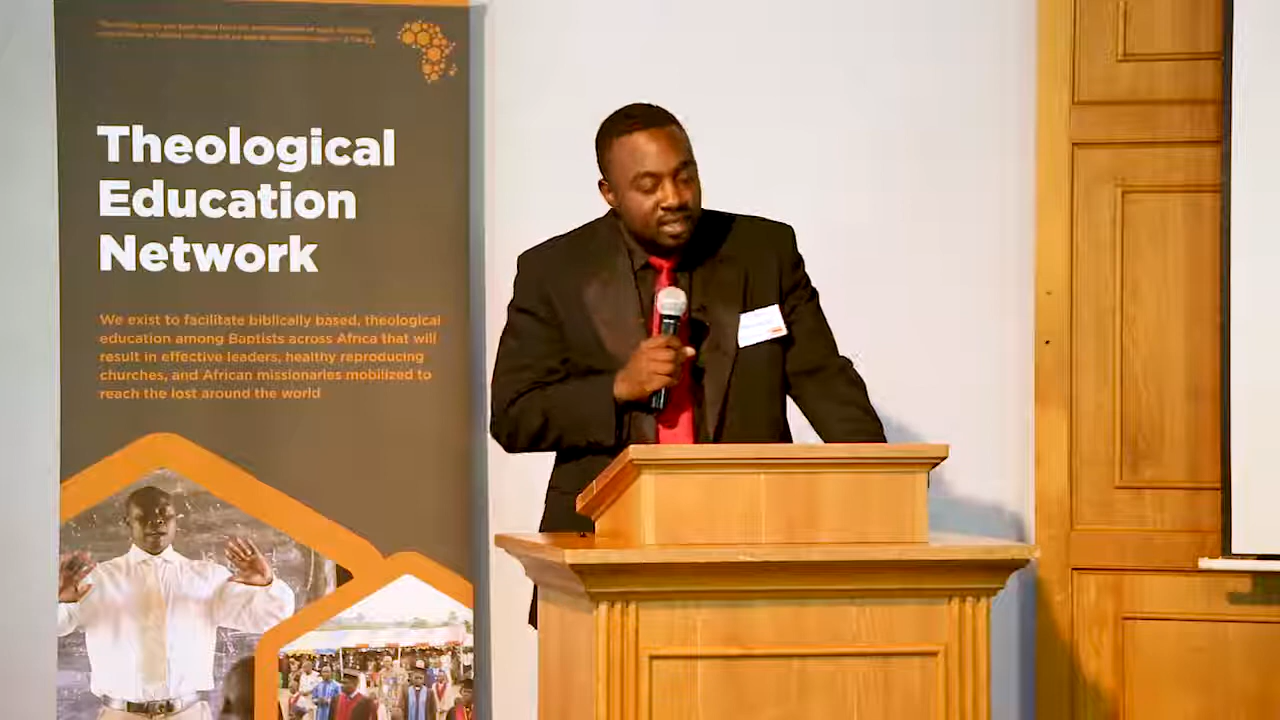 Theological
Education
Network
We exist to facilitate biblically based, theological
education among Baptists across Africa that will
result in effective leaders, healthy reproducing
churches, and African missionaries mobilized to
reach the lost around the world